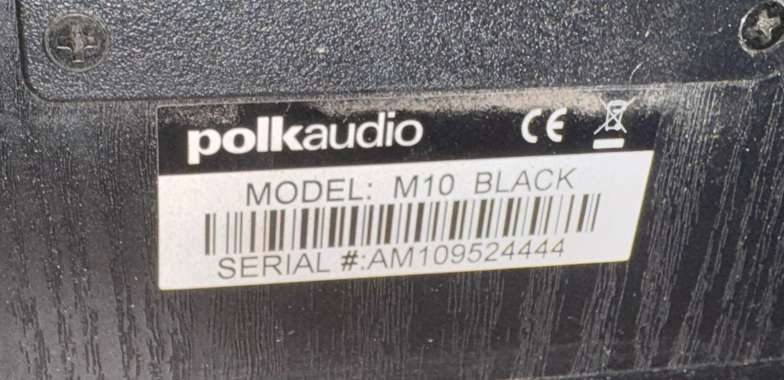 polkaudio CE
MODEL: M10 BLACK
SERIAL #:AM109524444